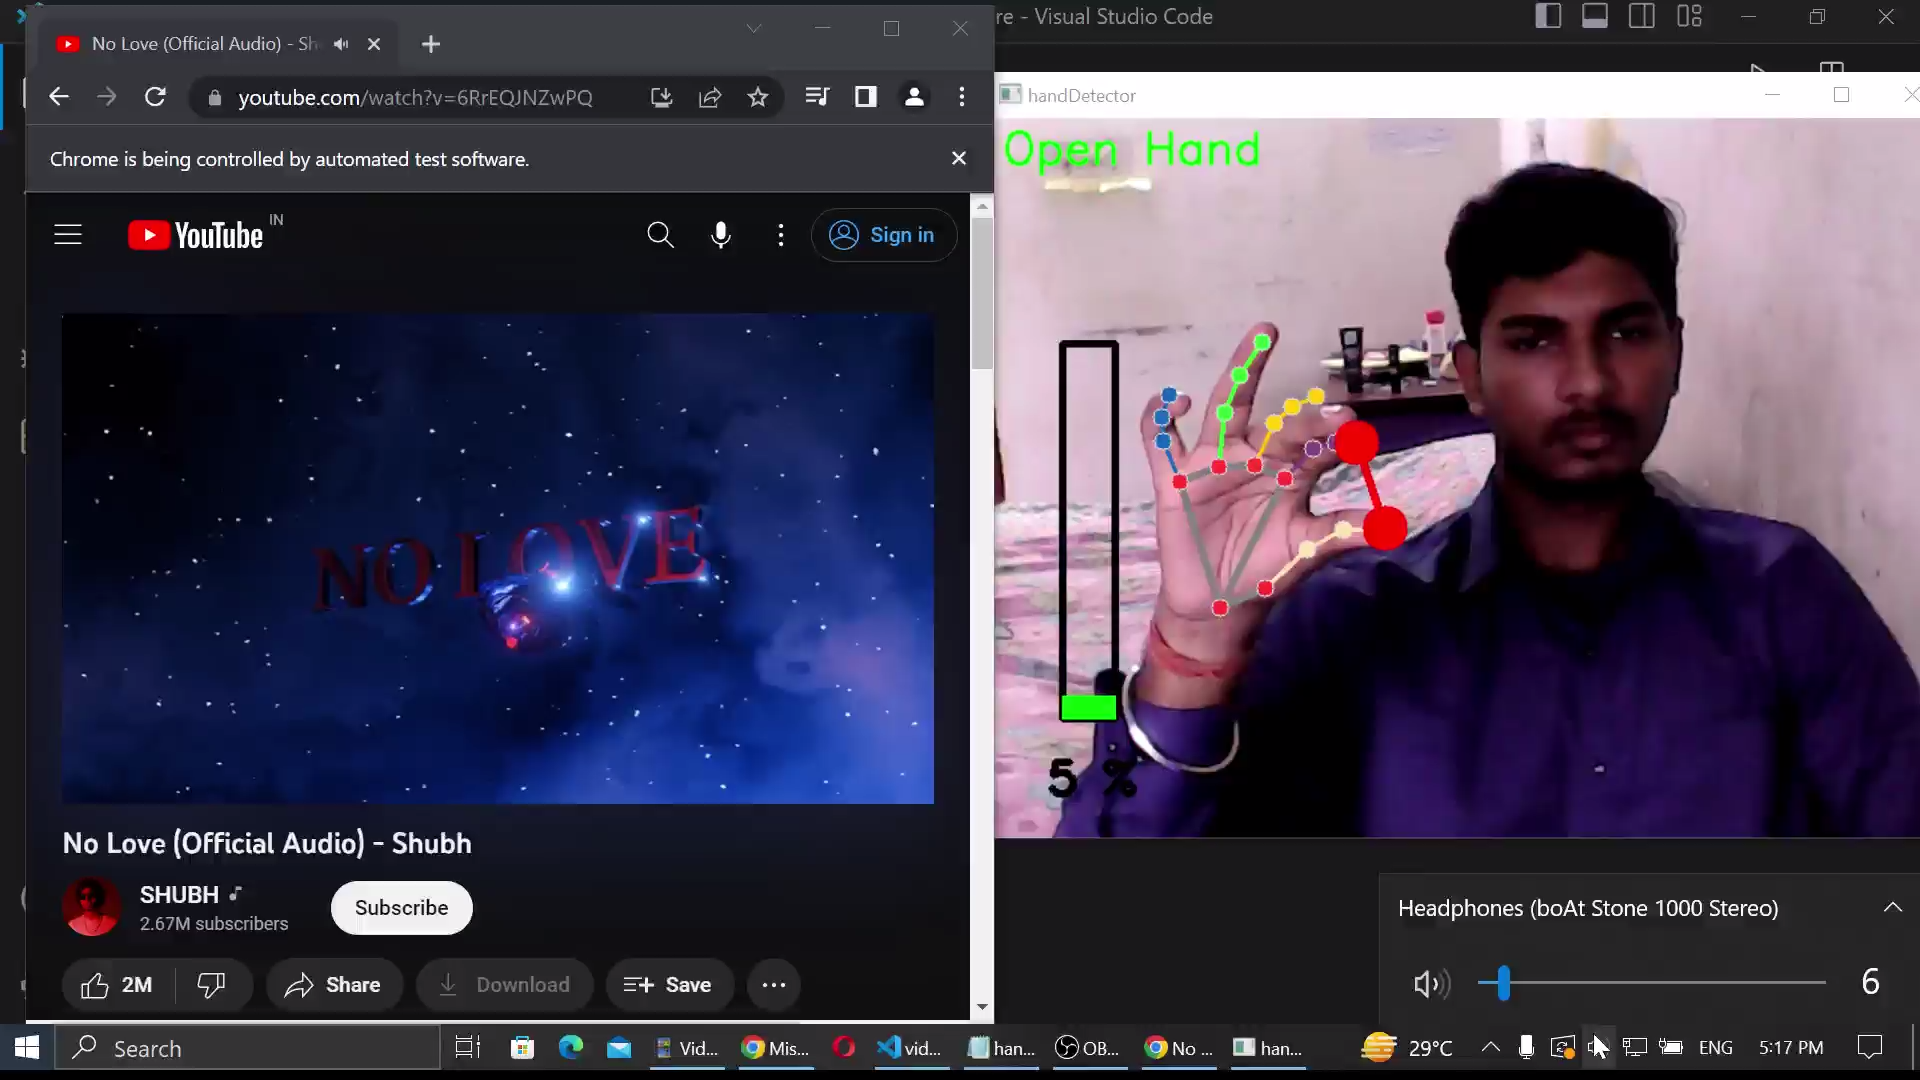 No Love (Official Audio) - Sh
re - Visual Studio Code
youtube.com/watch?v=6RrEQJNZwPQ
handDetector
Chrome is being controlled by automated test software.
Open Hand
YouTube IN
Sign in
NO LOVE
5 %
No Love (Official Audio) - Shubh
SHUBH
2.67M subscribers
Subscribe
Headphones (boAt Stone 1000 Stereo)
2M
Share
Download
Save
6
Search
Vid...
Mis...
vid...
han...
OB...
No ...
han...
29°C
ENG
5:17 PM